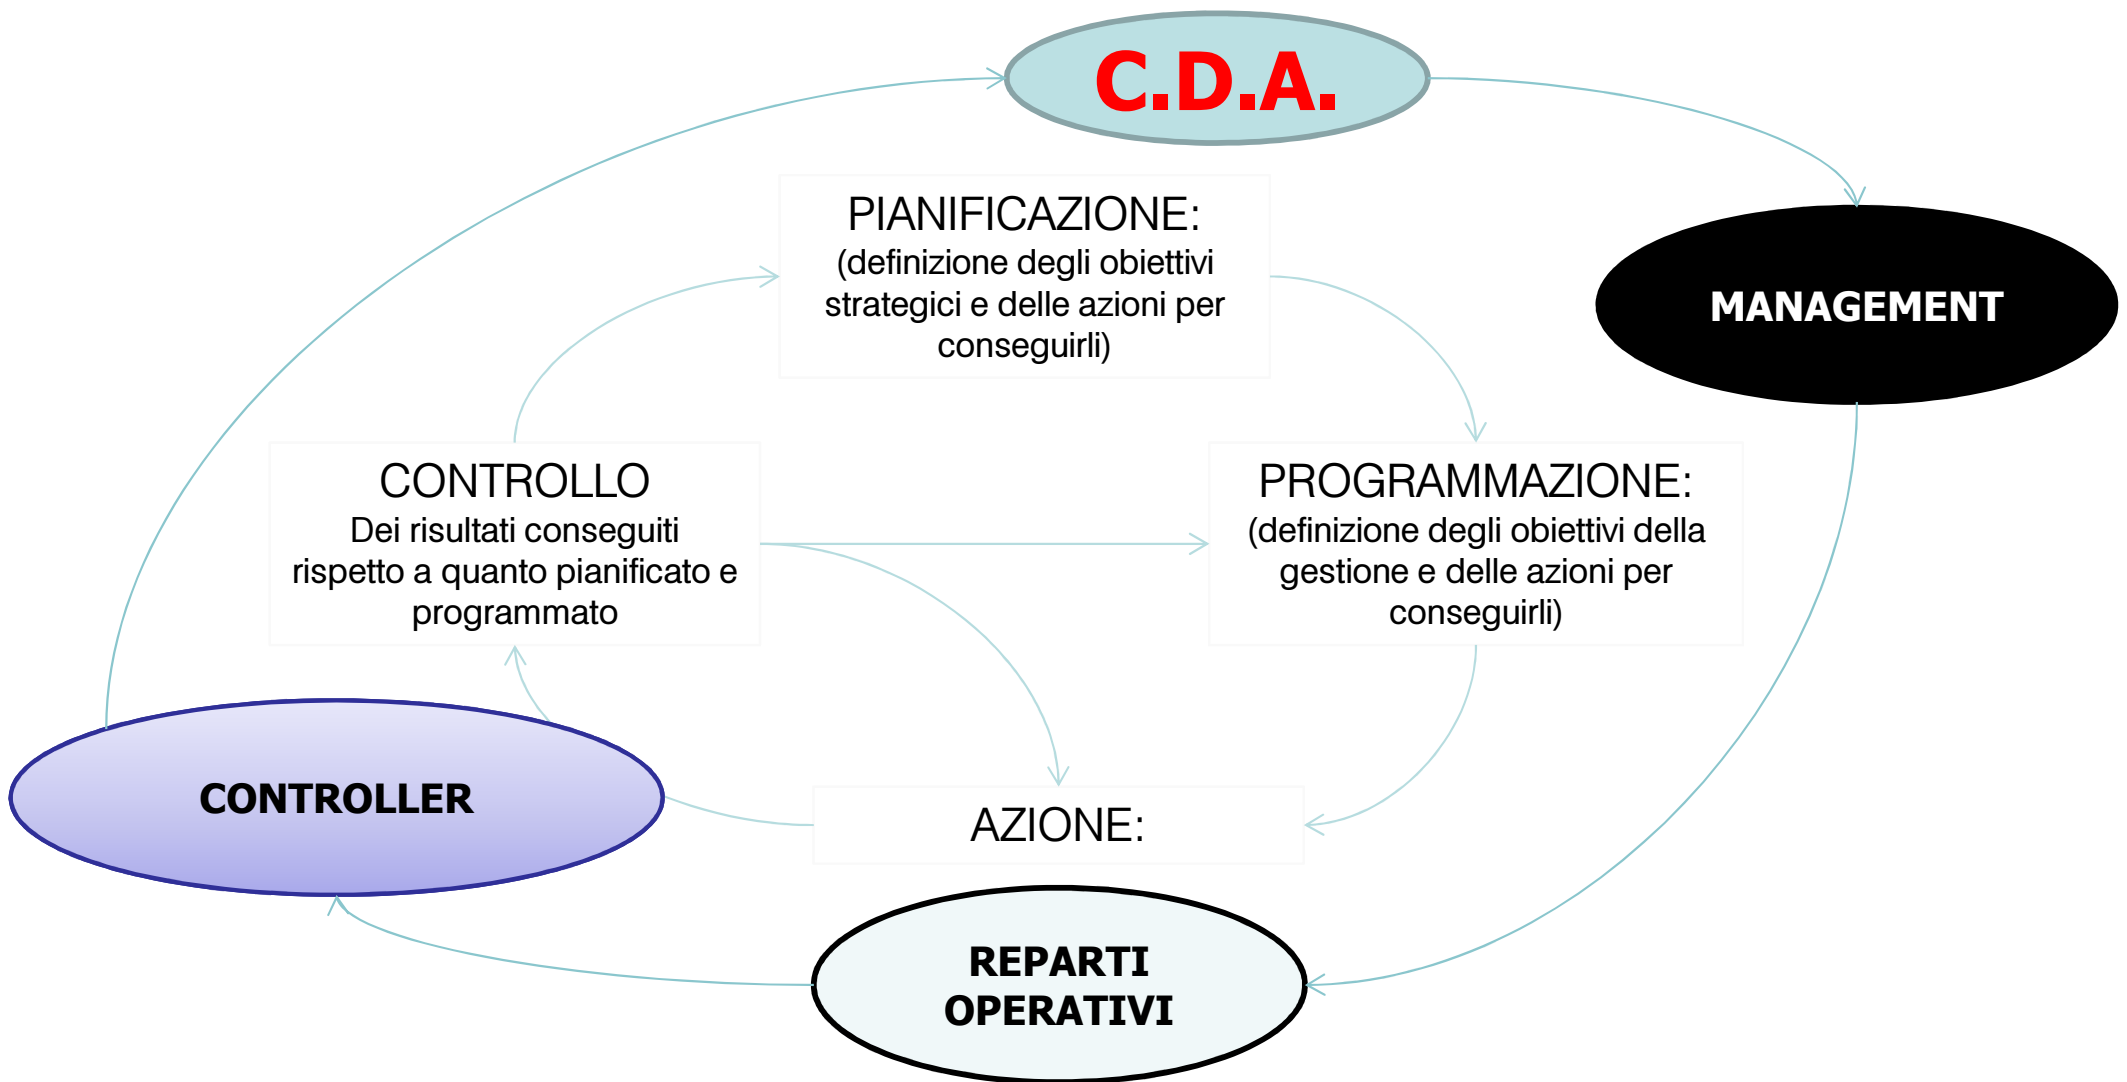 C.D.A.
PIANIFICAZIONE:
(definizione degli obiettivi
strategici e delle azioni per
conseguirli)
MANAGEMENT
CONTROLLO
Dei risultati conseguiti
rispetto a quanto pianificato e
programmato
PROGRAMMAZIONE:
(definizione degli obiettivi della
gestione e delle azioni per
conseguirli)
CONTROLLER
AZIONE:
REPARTI
OPERATIVI